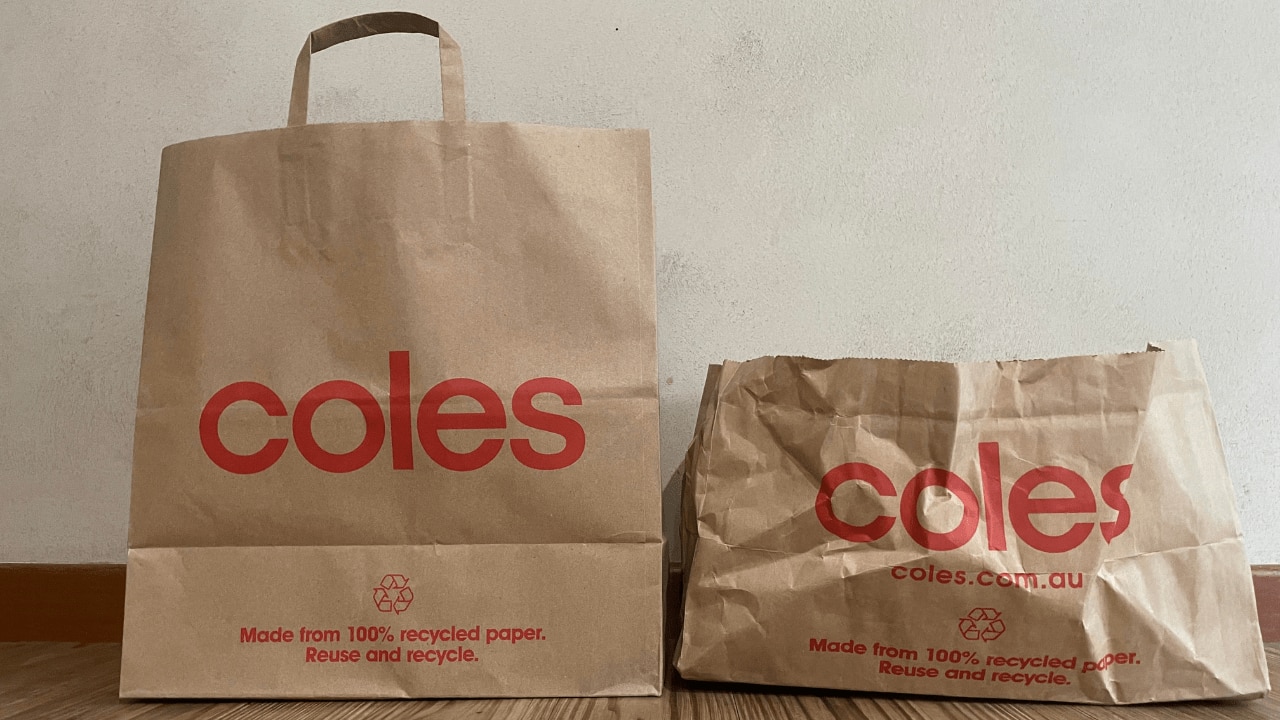 coles
Made from 100% recycled paper.
Reuse and recycle.
coles
coles.com.au
Made from 100% recycled paper.
Reuse and recycle.